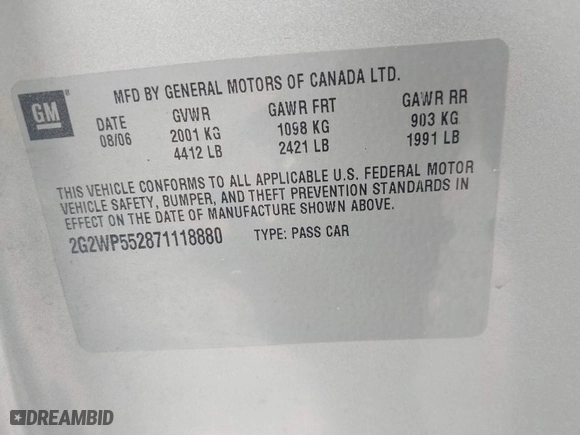 GM
MFD BY GENERAL MOTORS OF CANADA LTD.
DATE GVWR GAWR FRT GAWR RR
08/06 2001 KG 1098 KG 903 KG
4412 LB 2421 LB 1991 LB
THIS VEHICLE CONFORMS TO ALL APPLICABLE U.S. FEDERAL MOTOR
VEHICLE SAFETY, BUMPER, AND THEFT PREVENTION STANDARDS IN
EFFECT ON THE DATE OF MANUFACTURE SHOWN ABOVE.
2G2WP552871118880 TYPE: PASS CAR
DREAMBID